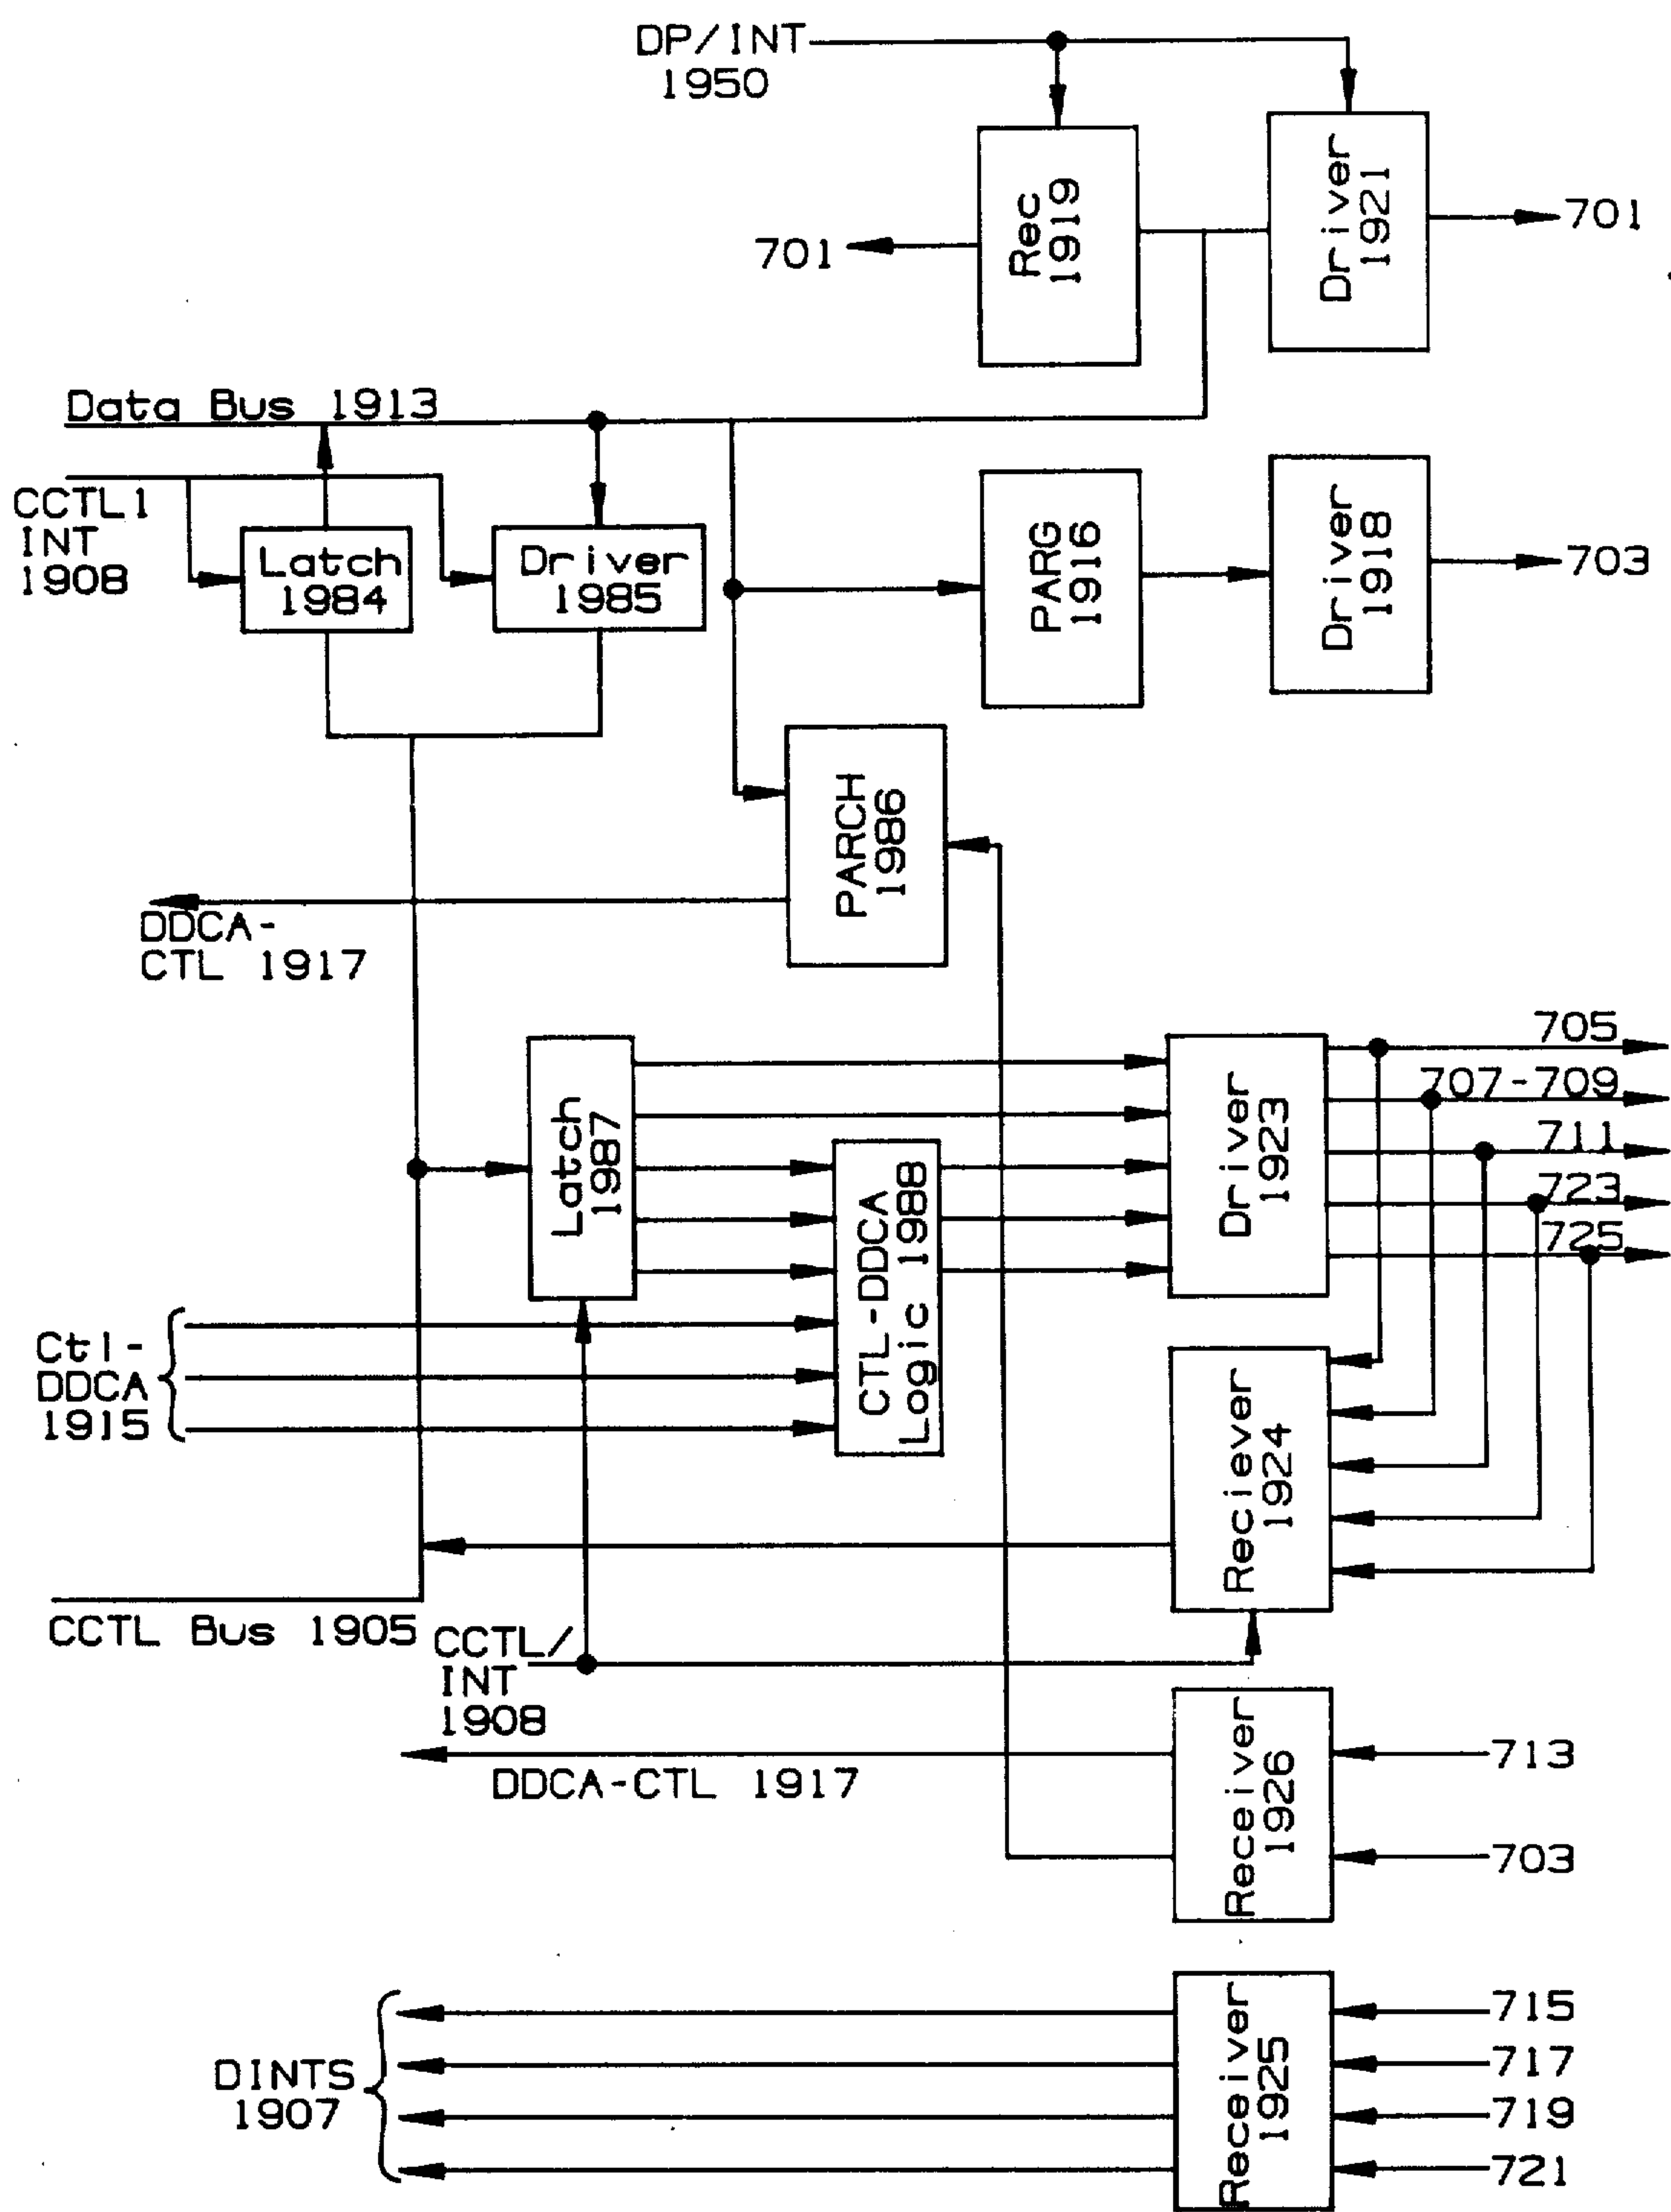 DP/INT
1950
Rec
1919
Driver
1921
701
701
Data Bus 1913
CCTL1
INT
1908
Latch
1984
Driver
1985
PARG
1916
Driver
1918
703
PARCH
1986
DDCA-
CTL 1917
Latch
1987
CTL-DDCA
Logic 1988
Driver
1923
705
707-709
711
723
725
Ctl-
DDCA
1915
Reciever
1924
CCTL Bus 1905
CCTL/
INT
1908
DDCA-CTL 1917
Receiver
1926
713
703
DINTS
1907
Receiver
1925
715
717
719
721